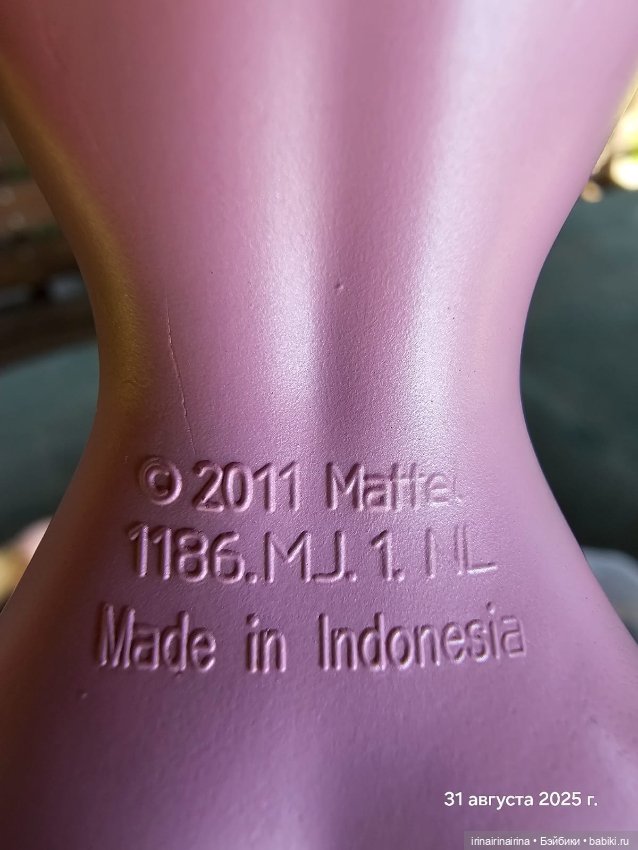 © 2011 Mattel
1186.MJ.1. NL
Made in Indonesia
31 августа 2025 г.
irinairinairina • Бэйбики • babiki.ru